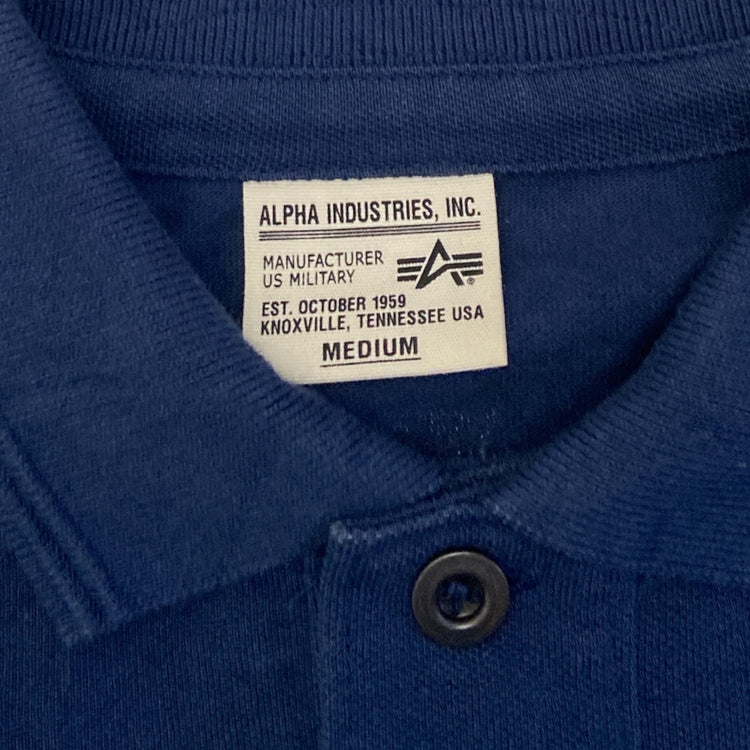 ALPHA INDUSTRIES, INC.
MANUFACTURER
US MILITARY
®
EST. OCTOBER 1959
KNOXVILLE, TENNESSEE USA
MEDIUM